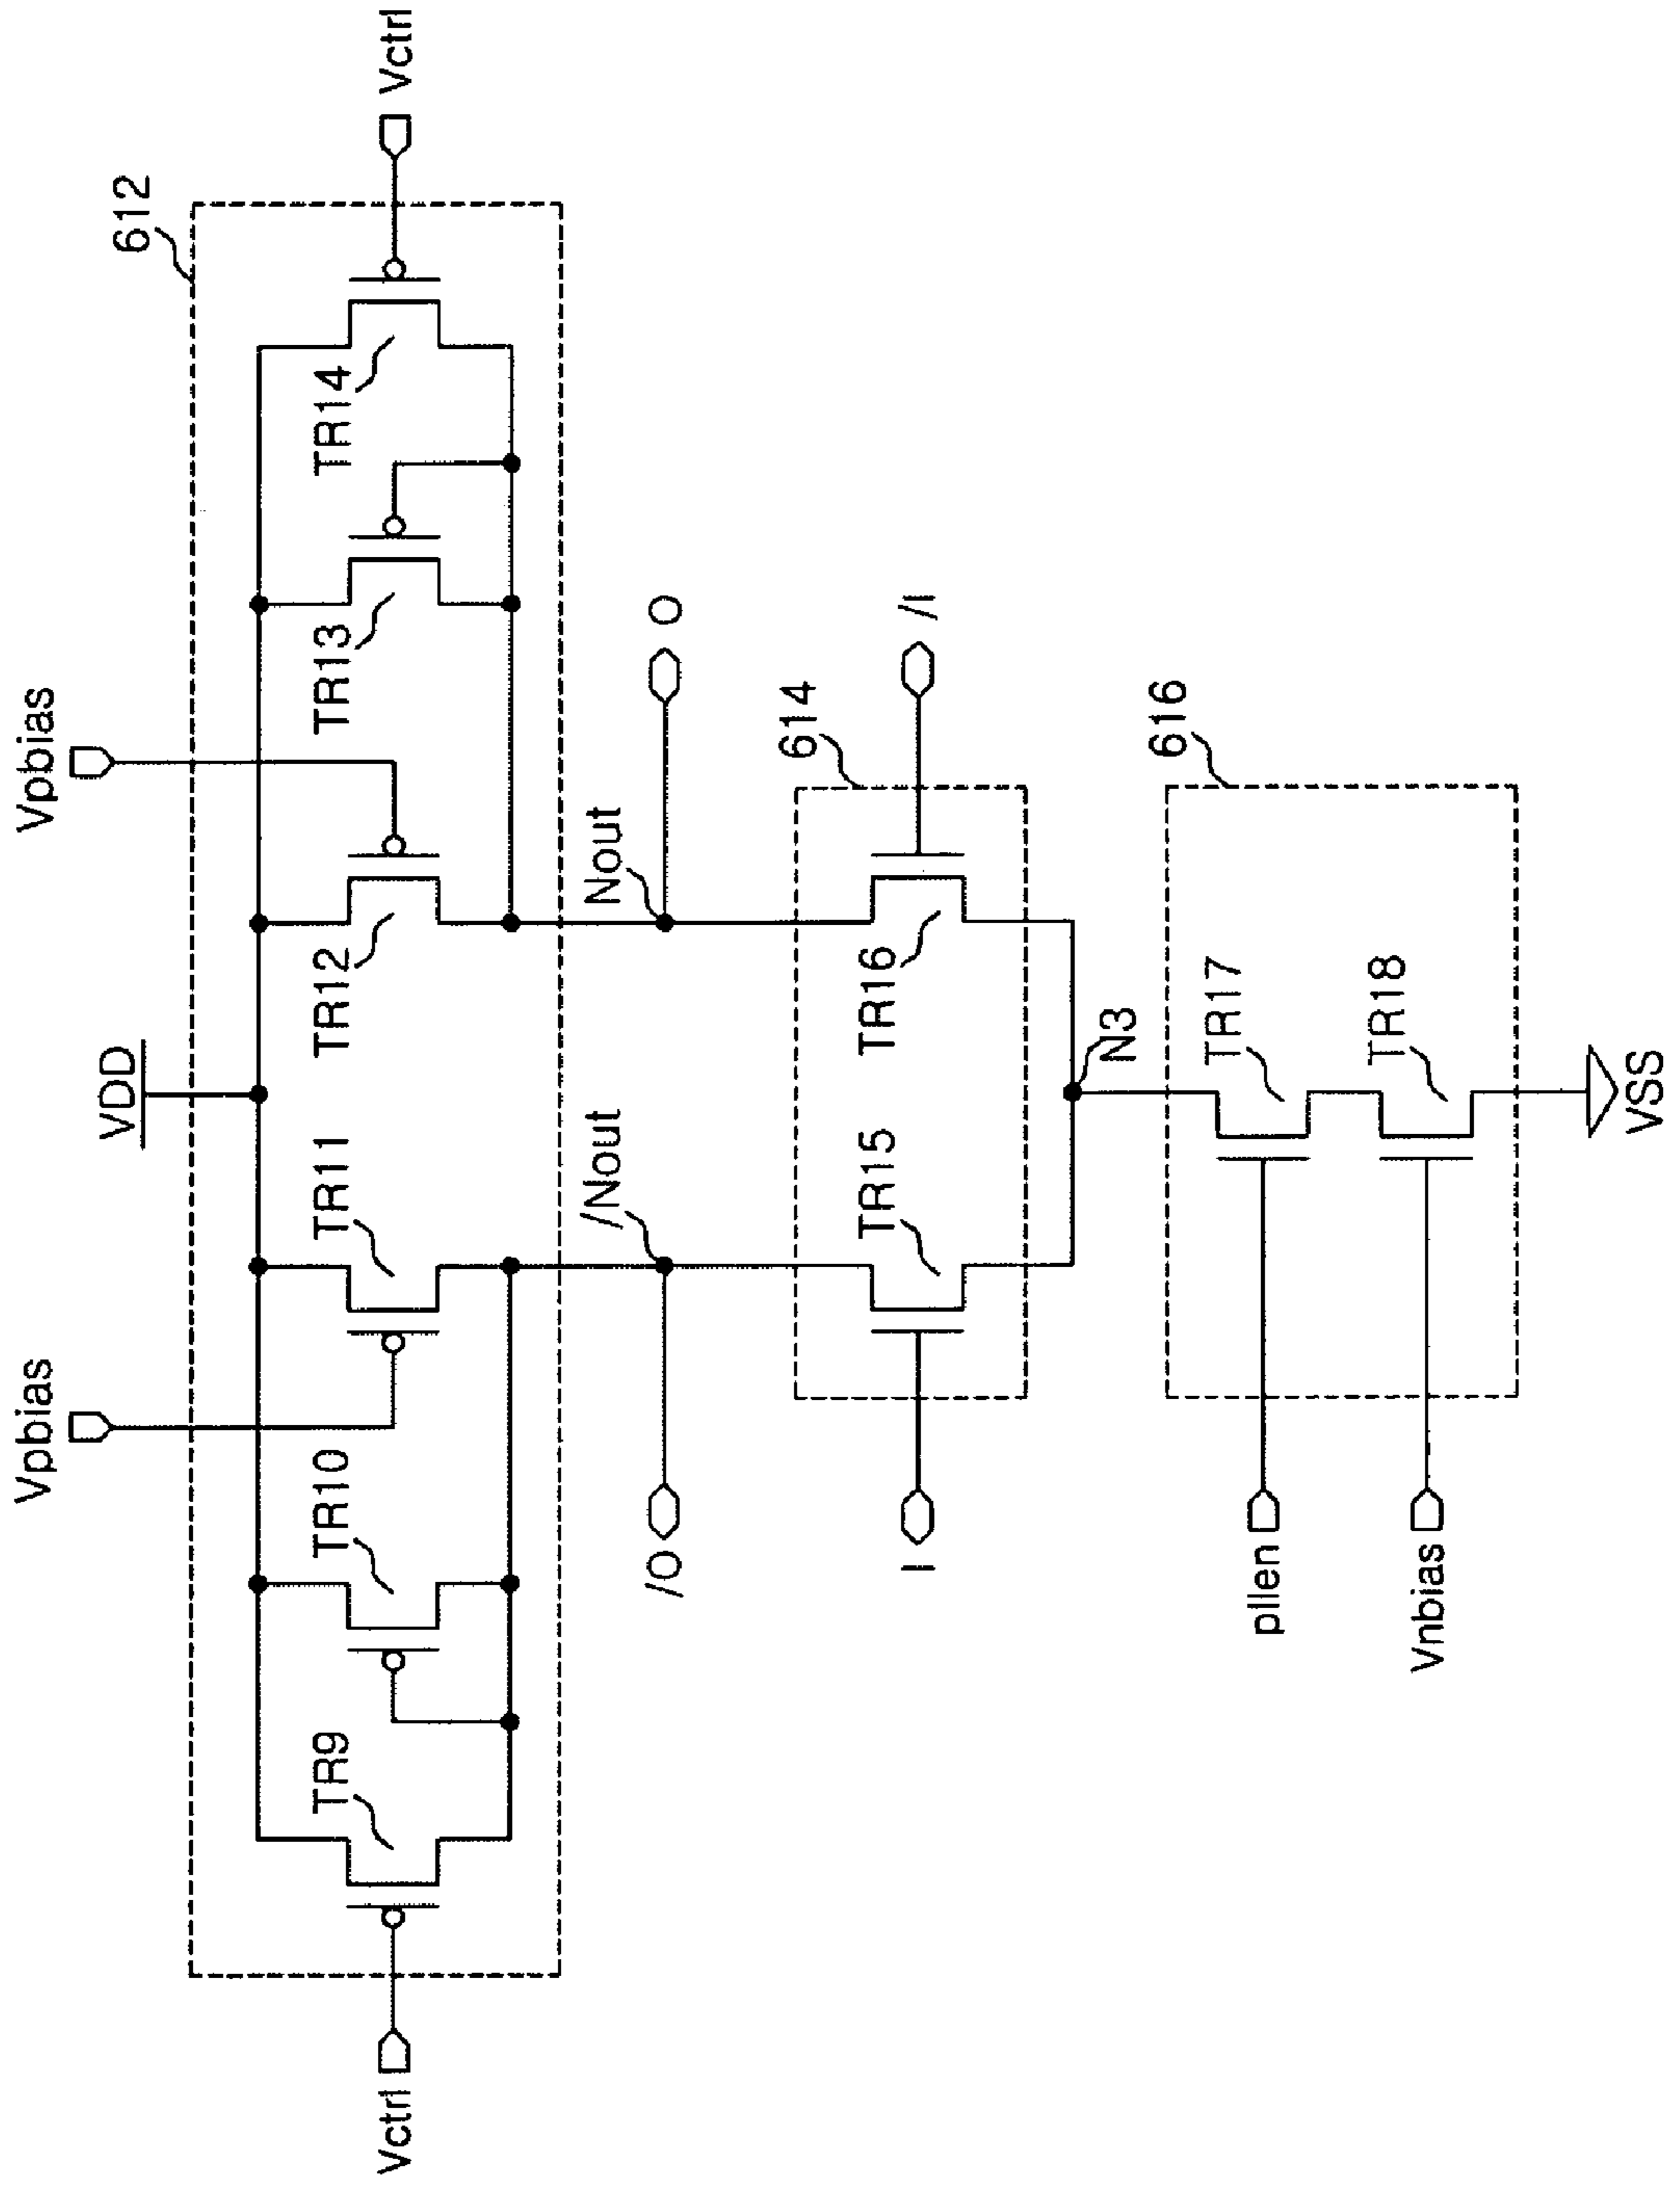 Vpbias
Vpbias
VDD
612
TR9
TR10
TR11
TR12
TR13
TR14
Vctrl
Vctrl
/Nout
Nout
/O
O
614
TR15
TR16
I
/I
N3
616
pllen
TR17
Vnbias
TR18
VSS